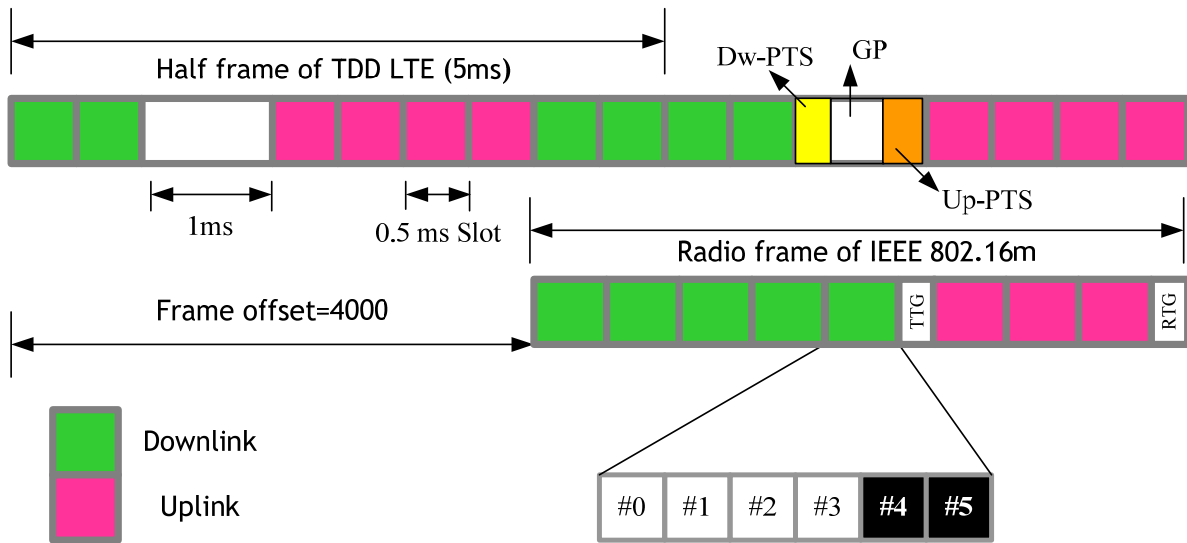 Half frame of TDD LTE (5ms)
Dw-PTS
GP
Up-PTS
1ms
0.5 ms Slot
Radio frame of IEEE 802.16m
Frame offset=4000
TTG
RTG
Downlink
Uplink
#0 #1 #2 #3 #4 #5